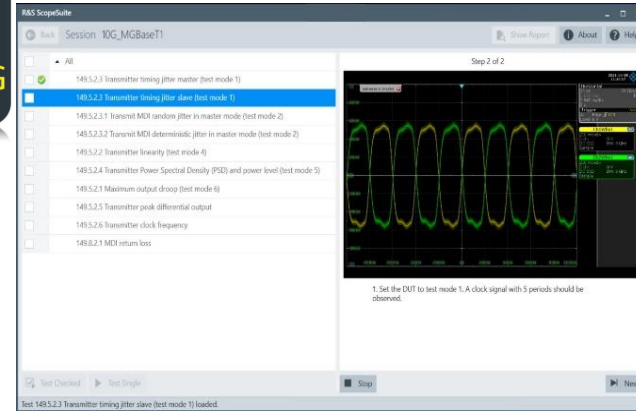 R&S ScopeSuite
Back
Session 10G_MGBaseT1
Show Report
About
Help
All
149.5.2.3 Transmitter timing jitter master (test mode 1)
149.5.2.3 Transmitter timing jitter slave (test mode 1)
149.5.2.3.1 Transmit MDI random jitter in master mode (test mode 2)
149.5.2.3.2 Transmit MDI deterministic jitter in master mode (test mode 2)
149.5.2.2 Transmitter linearity (test mode 4)
149.5.2.4 Transmitter Power Spectral Density (PSD) and power level (test mode 5)
149.5.2.1 Maximum output droop (test mode 6)
149.5.2.5 Transmitter peak differential output
149.5.2.6 Transmitter clock frequency
149.8.2.1 MDI return loss
Step 2 of 2
Horizontal
Trigger
1. Set the DUT to test mode 1. A clock signal with 5 periods should be
observed.
Test Checked
Test Single
Stop
Test 149.5.2.3 Transmitter timing jitter slave (test mode 1) loaded.